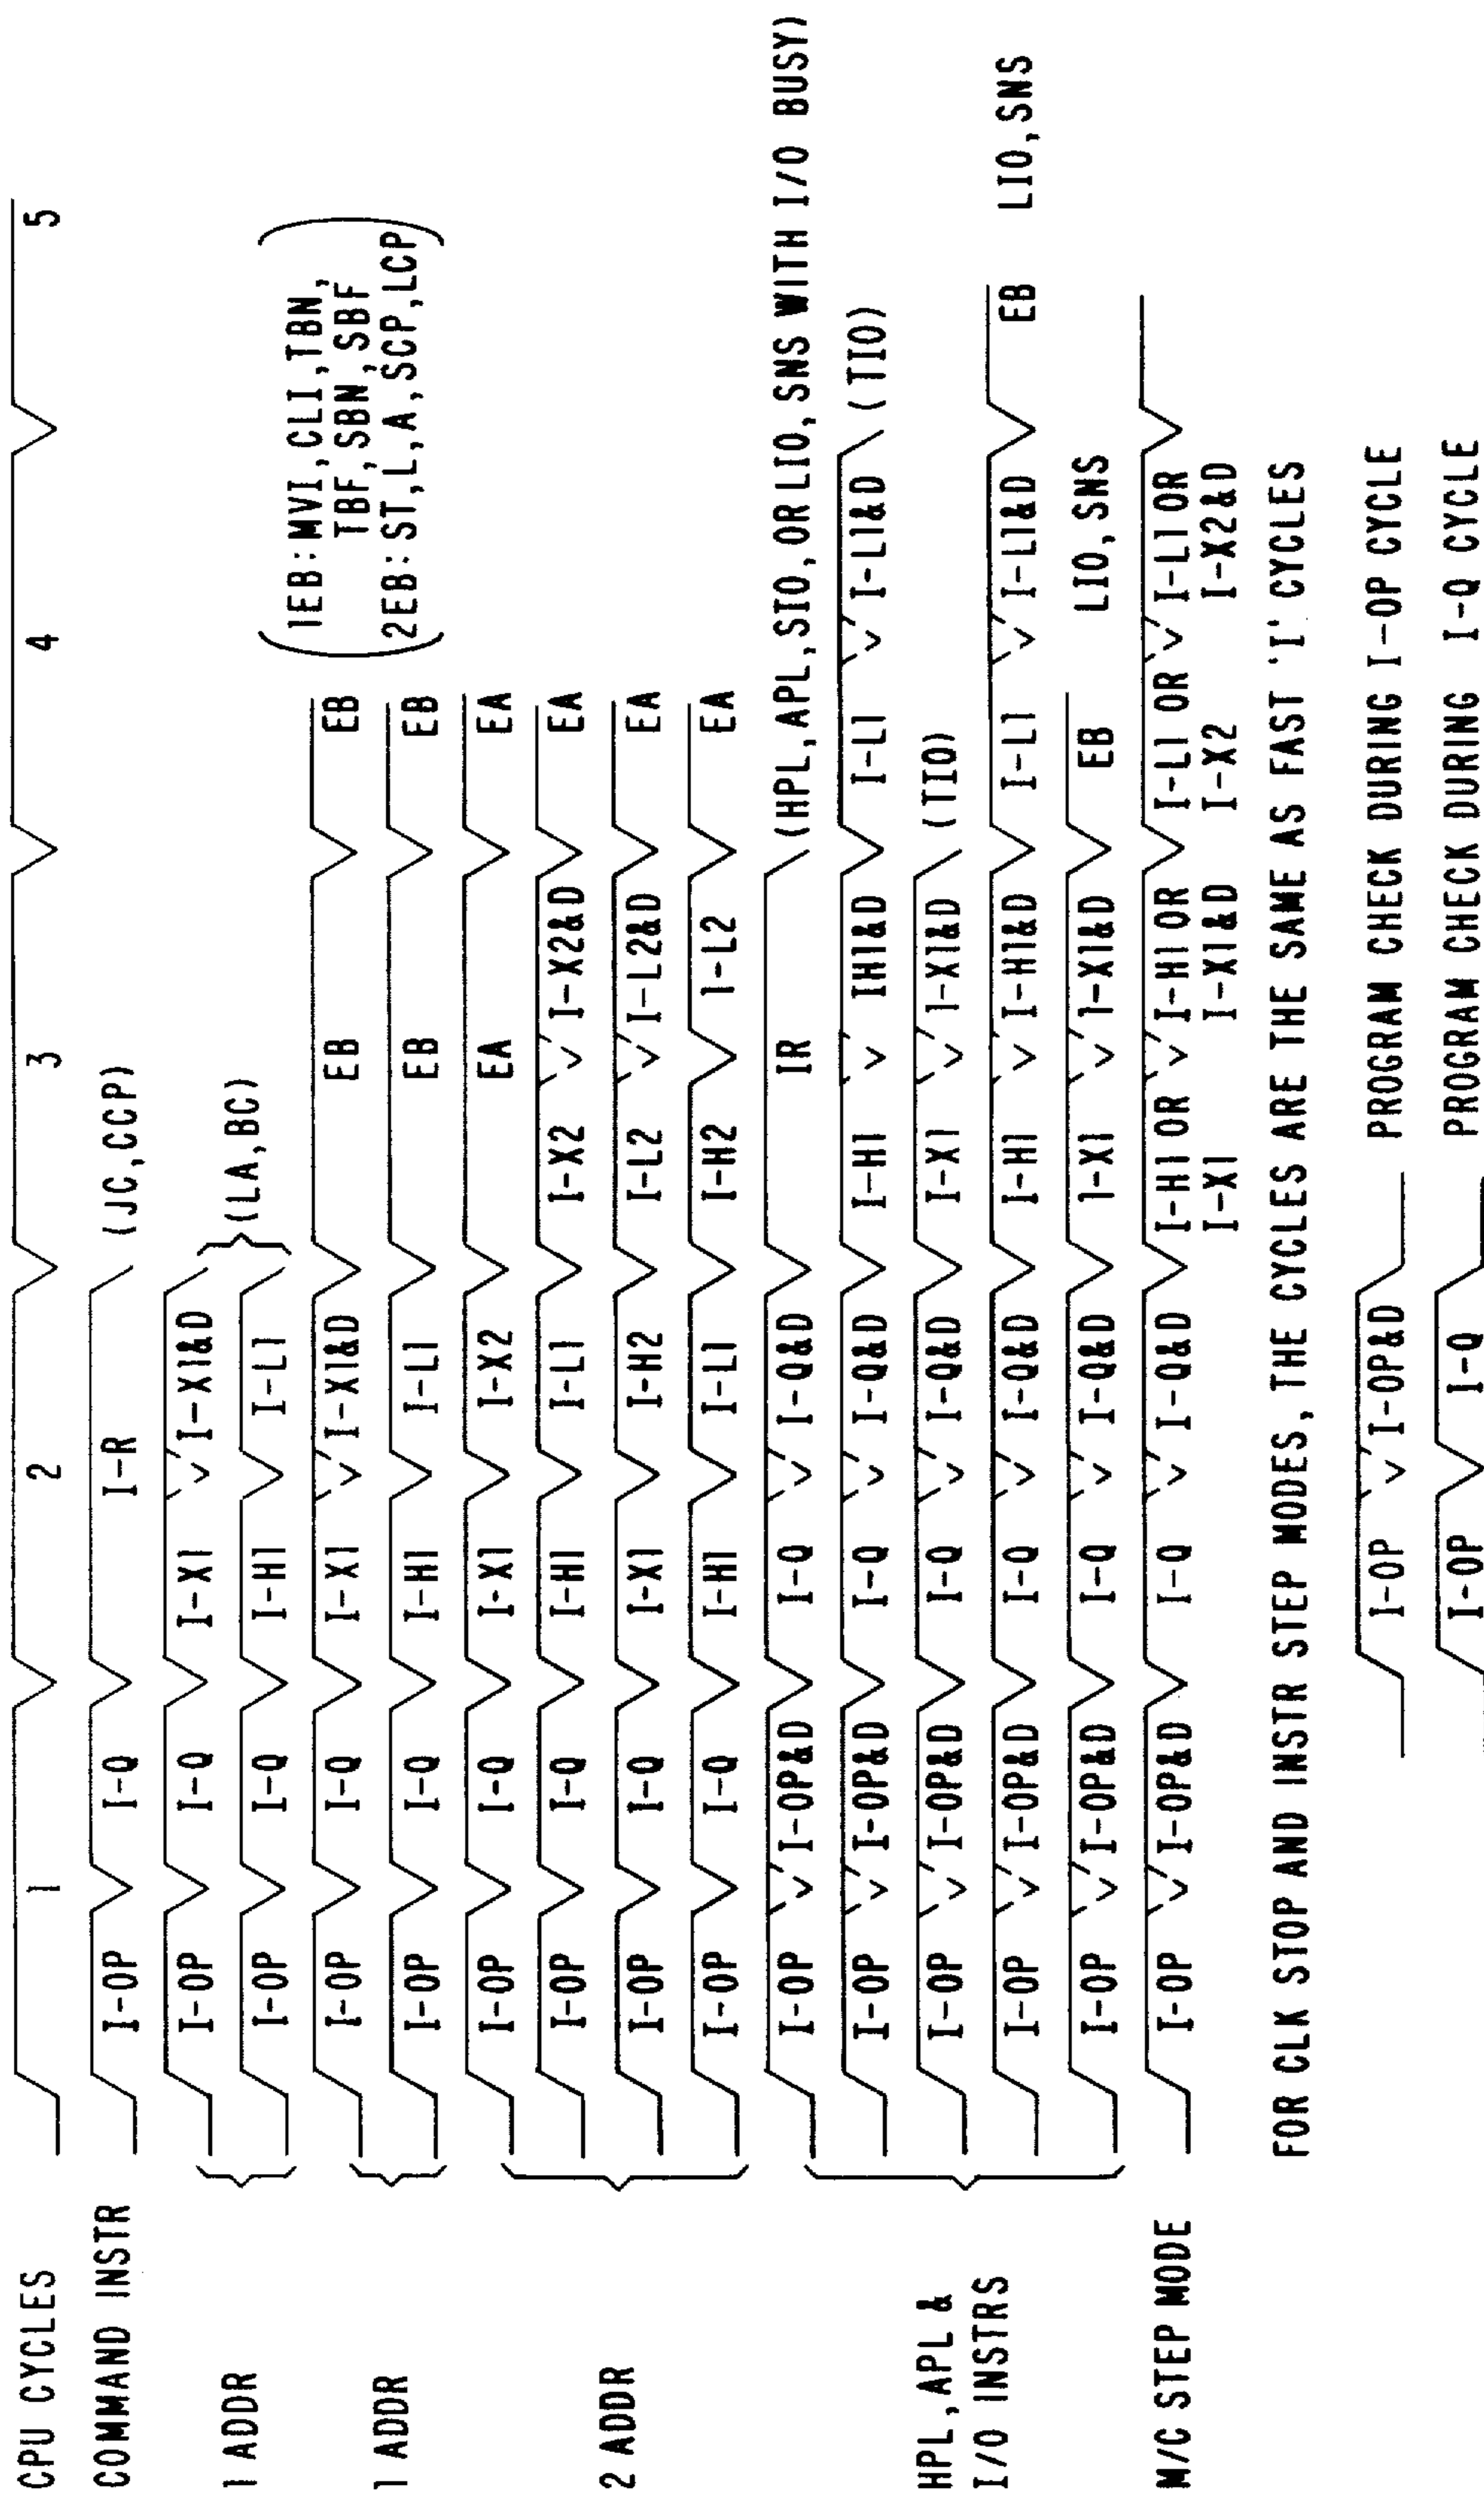 CPU CYCLES 1 2 3 4 5
COMMAND INSTR I-OP I-Q I-R (JC,CCP)
1 ADDR
I-OP I-Q I-X1 I-X1&D
I-OP I-Q I-H1 I-L1
(LA,BC)
1 ADDR
I-OP I-Q I-X1 I-X1&D EB EB
I-OP I-Q I-H1 I-L1 EB EB
1EB: MVI,CLI,TBN,
TBF,SBN,SBF
2EB: ST,L,A,SCP,LCP
2 ADDR
I-OP I-Q I-X1 I-X2 EA EA
I-OP I-Q I-H1 I-L1 I-X2 I-X2&D EA
I-OP I-Q I-X1 I-H2 I-L2 I-L2&D EA
I-OP I-Q I-H1 I-L1 I-H2 I-L2 EA
HPL,APL &
I/O INSTRS
I-OP I-OP&D I-Q I-Q&D IR (HPL,APL,SIO, OR LIO,SNS WITH I/O BUSY)
I-OP I-OP&D I-Q I-Q&D I-H1 IH1&D I-L1 I-L1&D (TIO)
I-OP I-OP&D I-Q I-Q&D I-X1 I-X1&D (TIO)
I-OP I-OP&D I-Q I-Q&D I-H1 I-H1&D I-L1 I-L1&D EB LIO,SNS
I-OP I-OP&D I-Q I-Q&D I-X1 I-X1&D EB LIO,SNS
M/C STEP MODE I-OP I-OP&D I-Q I-Q&D I-H1 OR I-H1 OR I-L1 OR I-L1 OR
I-X1 I-X1&D I-X2 I-X2&D
FOR CLK STOP AND INSTR STEP MODES, THE CYCLES ARE THE SAME AS FAST 'I' CYCLES
I-OP I-OP&D PROGRAM CHECK DURING I-OP CYCLE
I-OP I-Q PROGRAM CHECK DURING I-Q CYCLE